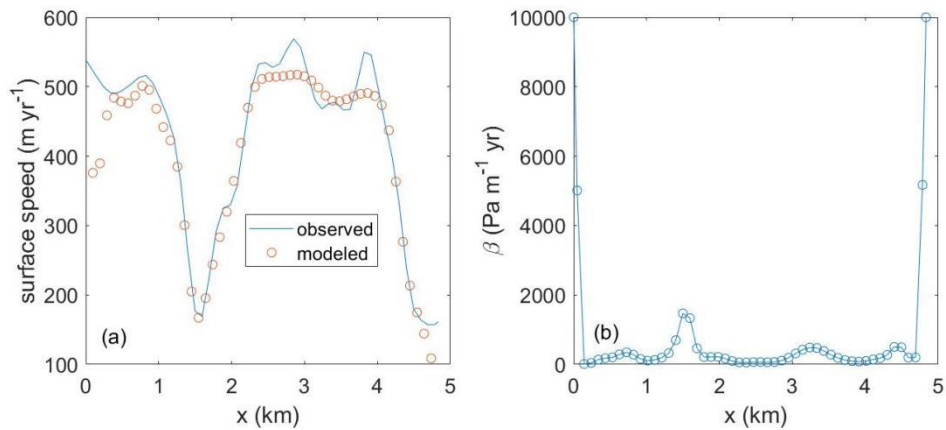 600
500
400
300
200
100
surface speed (m yr⁻¹)
observed
modeled
(a)
0 1 2 3 4 5
x (km)
10000
8000
6000
4000
2000
0
β (Pa m⁻¹ yr)
(b)
0 1 2 3 4 5
x (km)